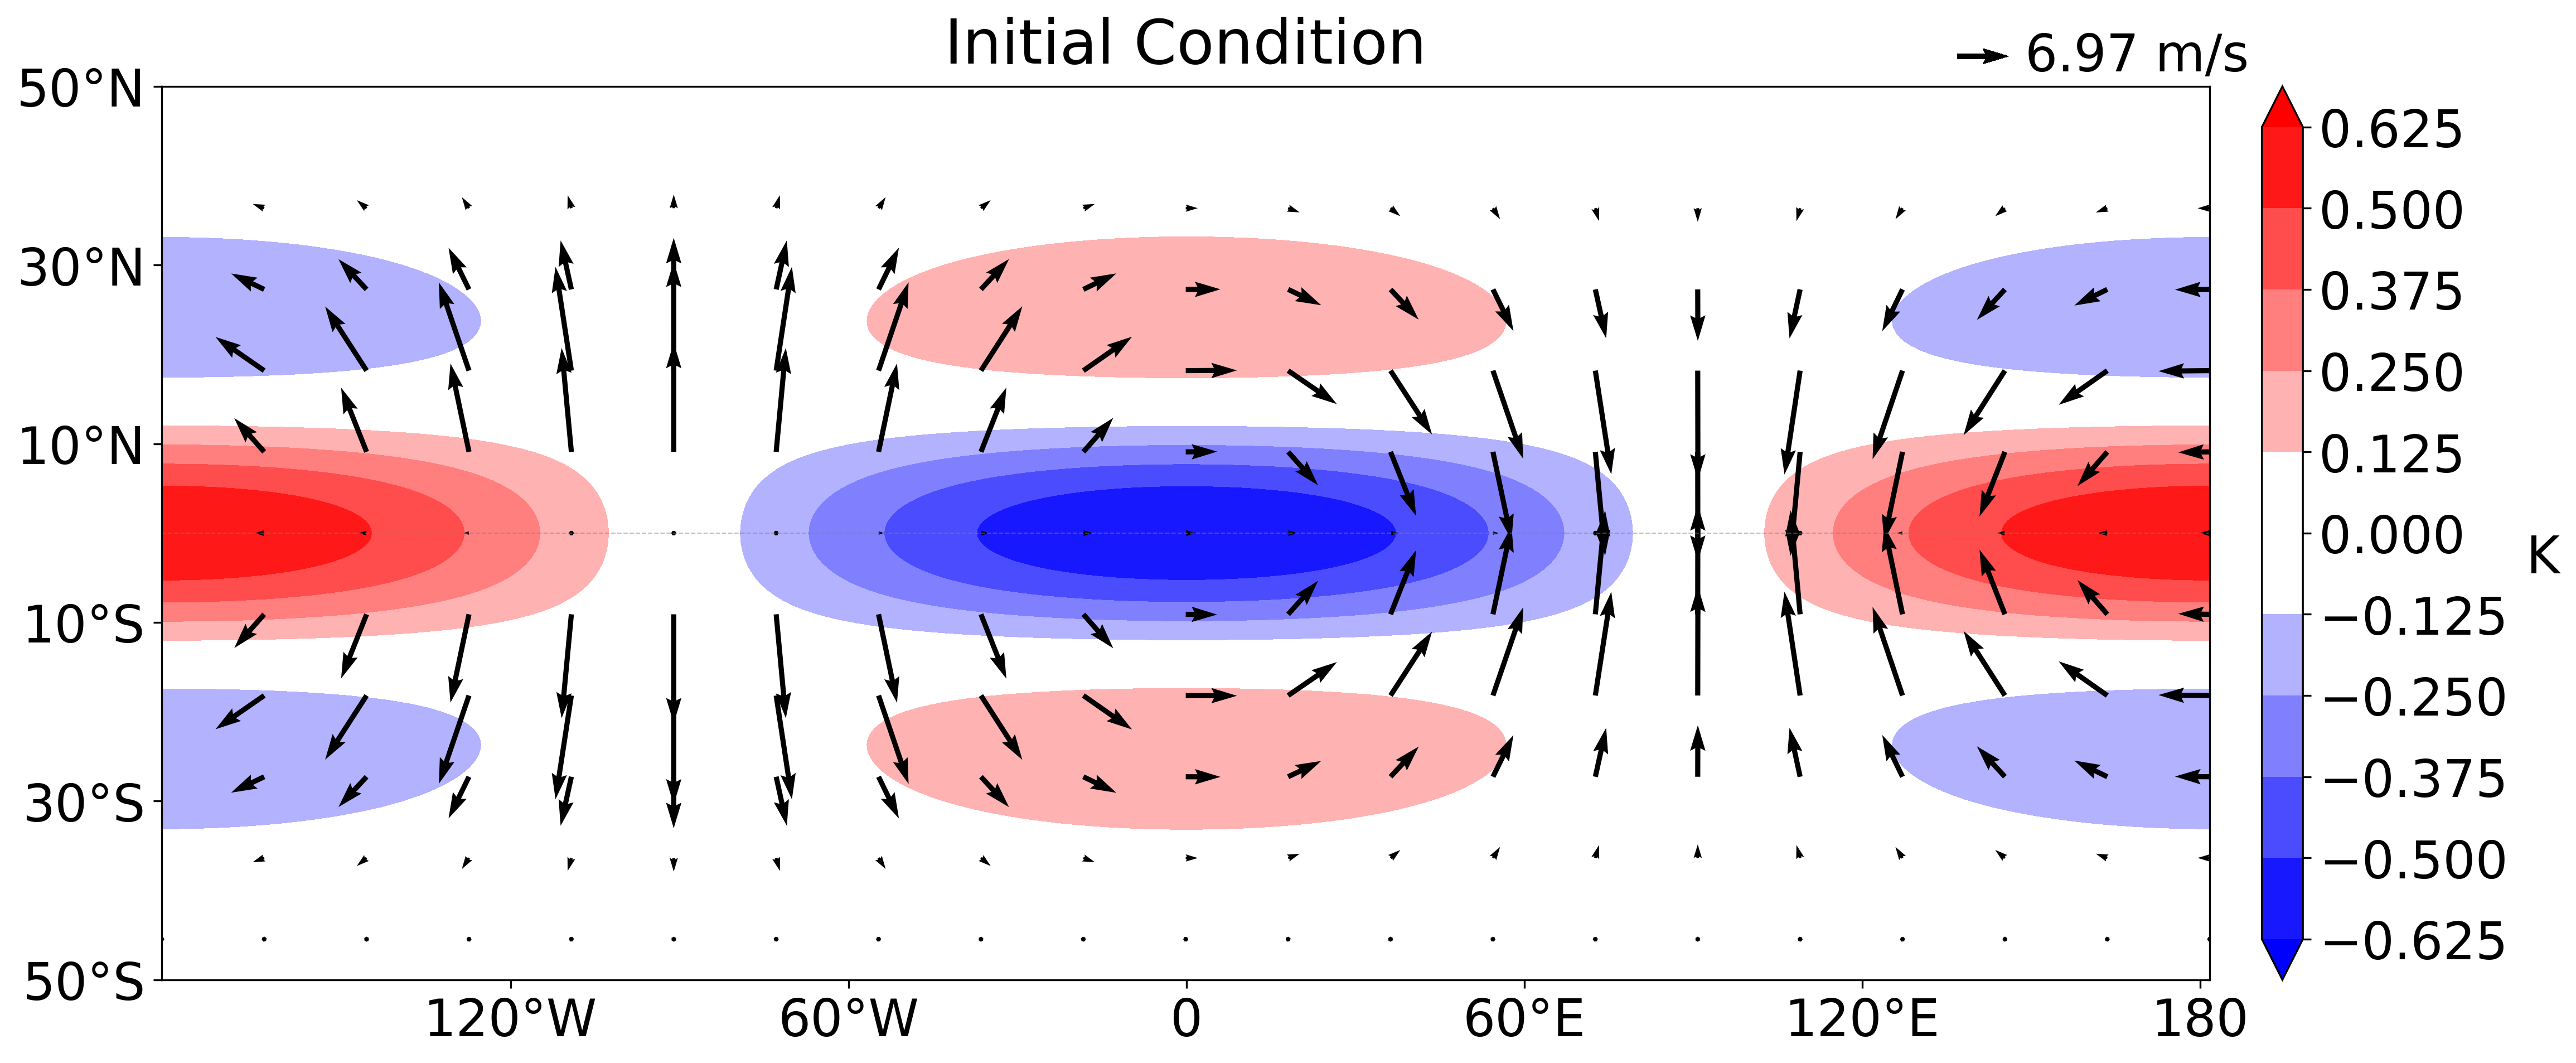 Initial Condition
6.97 m/s
50°N
30°N
10°N
10°S
30°S
50°S
120°W
60°W
0
60°E
120°E
180
0.625
0.500
0.375
0.250
0.125
0.000
−0.125
−0.250
−0.375
−0.500
−0.625
K